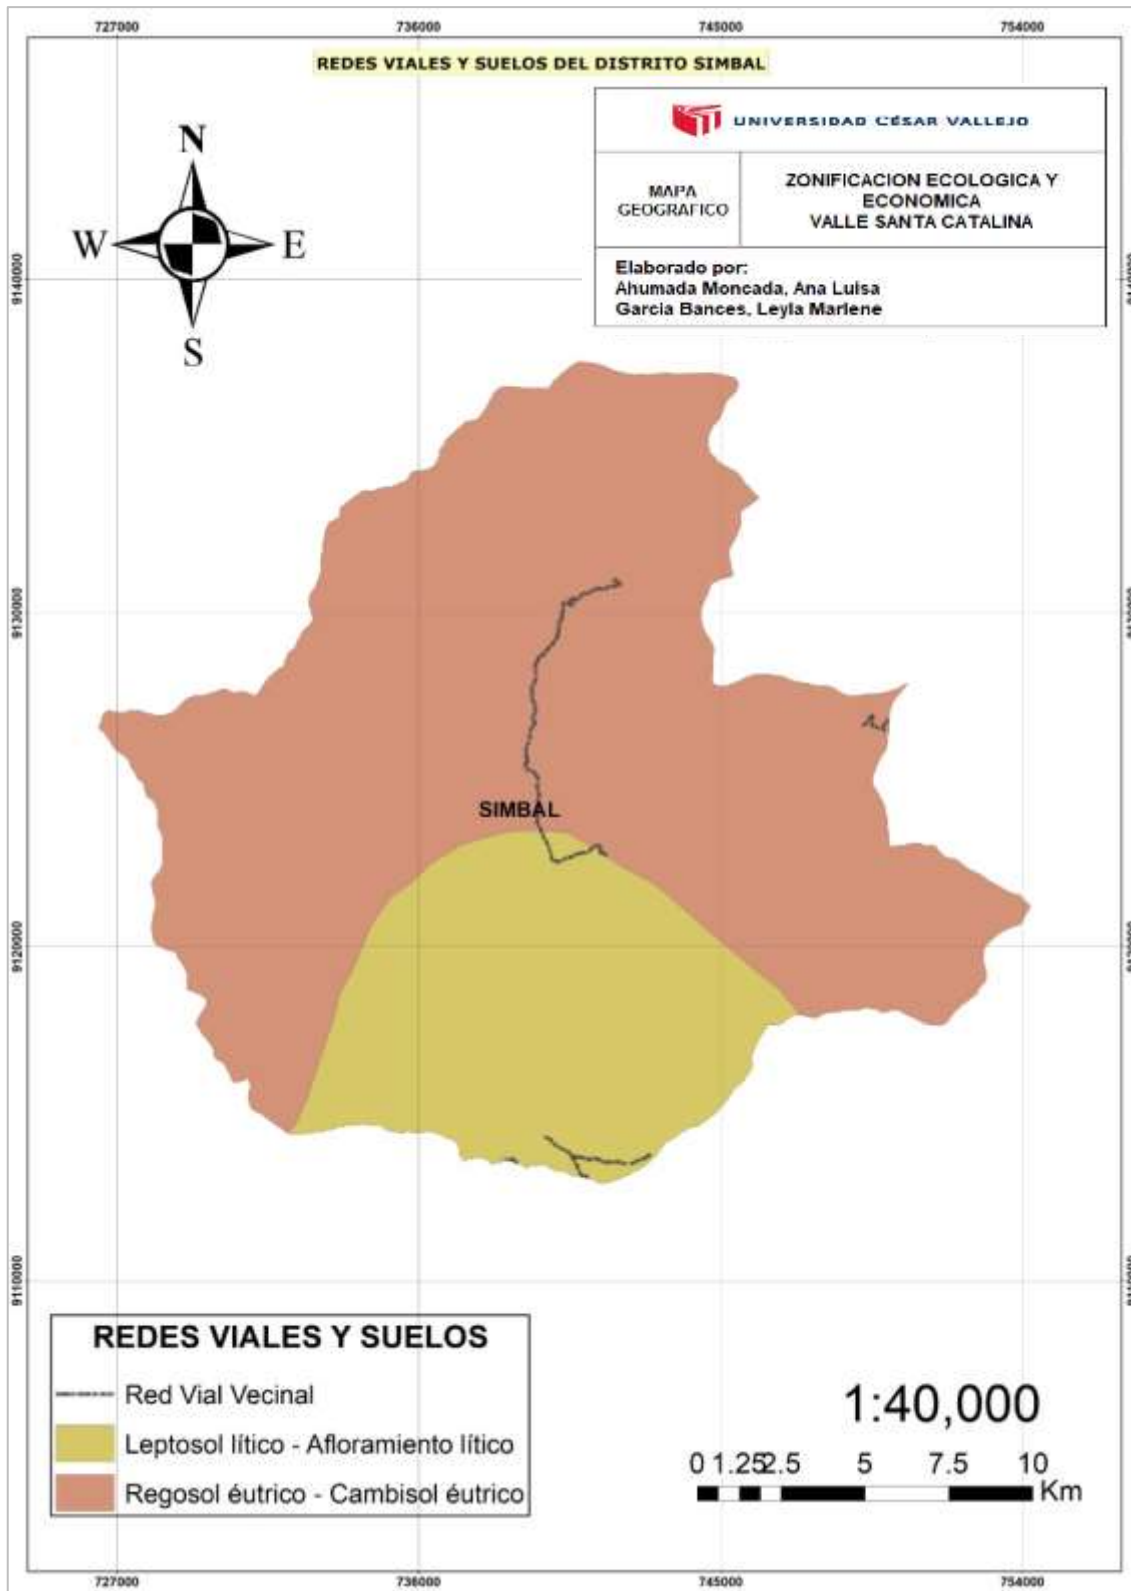 727000 736000 745000 754000
REDES VIALES Y SUELOS DEL DISTRITO SIMBAL
UNIVERSIDAD CÉSAR VALLEJO
MAPA
GEOGRAFICO
ZONIFICACION ECOLOGICA Y
ECONOMICA
VALLE SANTA CATALINA
Elaborado por:
Ahumada Moncada, Ana Luisa
Garcia Bances, Leyla Marlene
N
W E
S
9140000
9130000
SIMBAL
9120000
9110000
REDES VIALES Y SUELOS
Red Vial Vecinal
Leptosol lítico - Afloramiento lítico
Regosol éutrico - Cambisol éutrico
1:40,000
0 1.25 2.5 5 7.5 10
Km
727000 736000 745000 754000